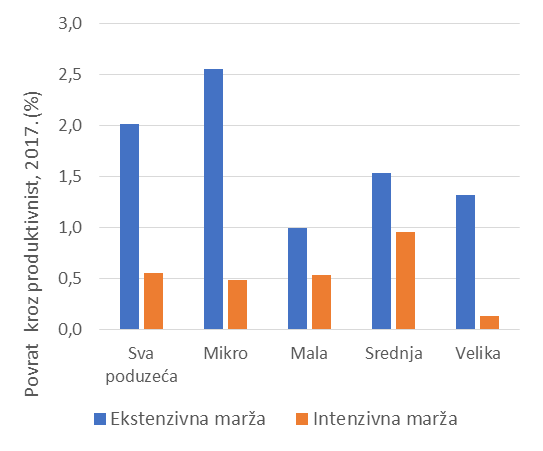 Povrat kroz produktivnist, 2017. (%)
3,0
2,5
2,0
1,5
1,0
0,5
0,0
Sva poduzeća
Mikro
Mala
Srednja
Velika
Ekstenzivna marža
Intenzivna marža